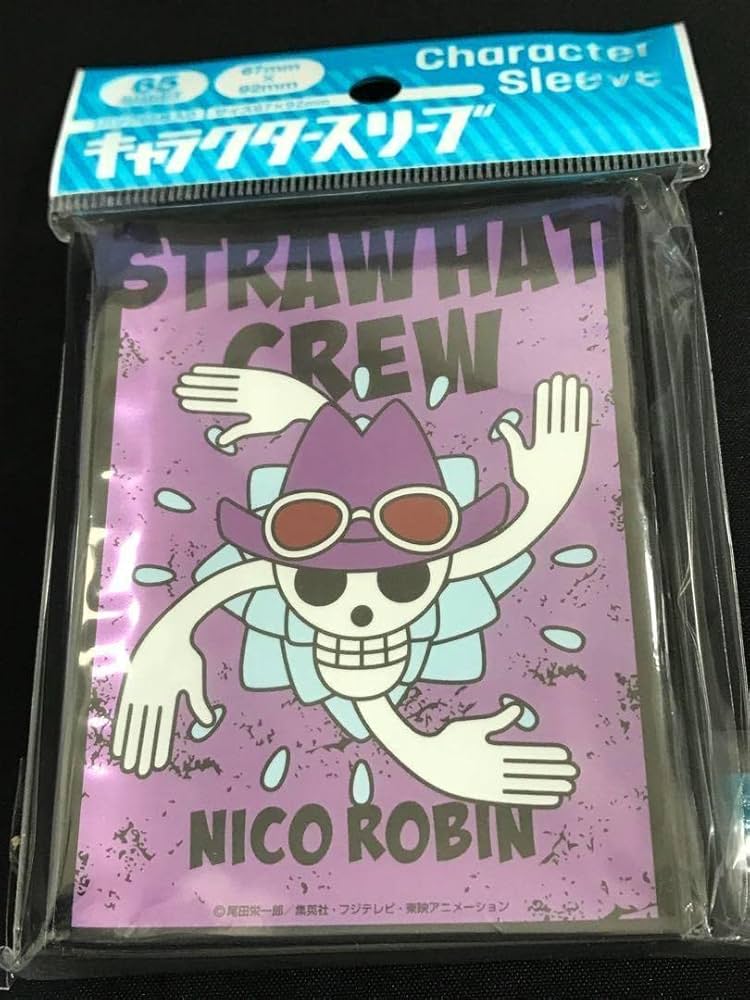 Character
Sleeve
65
67mm
×
92mm
キャラクタースリーブ
STRAW HAT
CREW
NICO ROBIN
©尾田栄一郎／集英社・フジテレビ・東映アニメーション